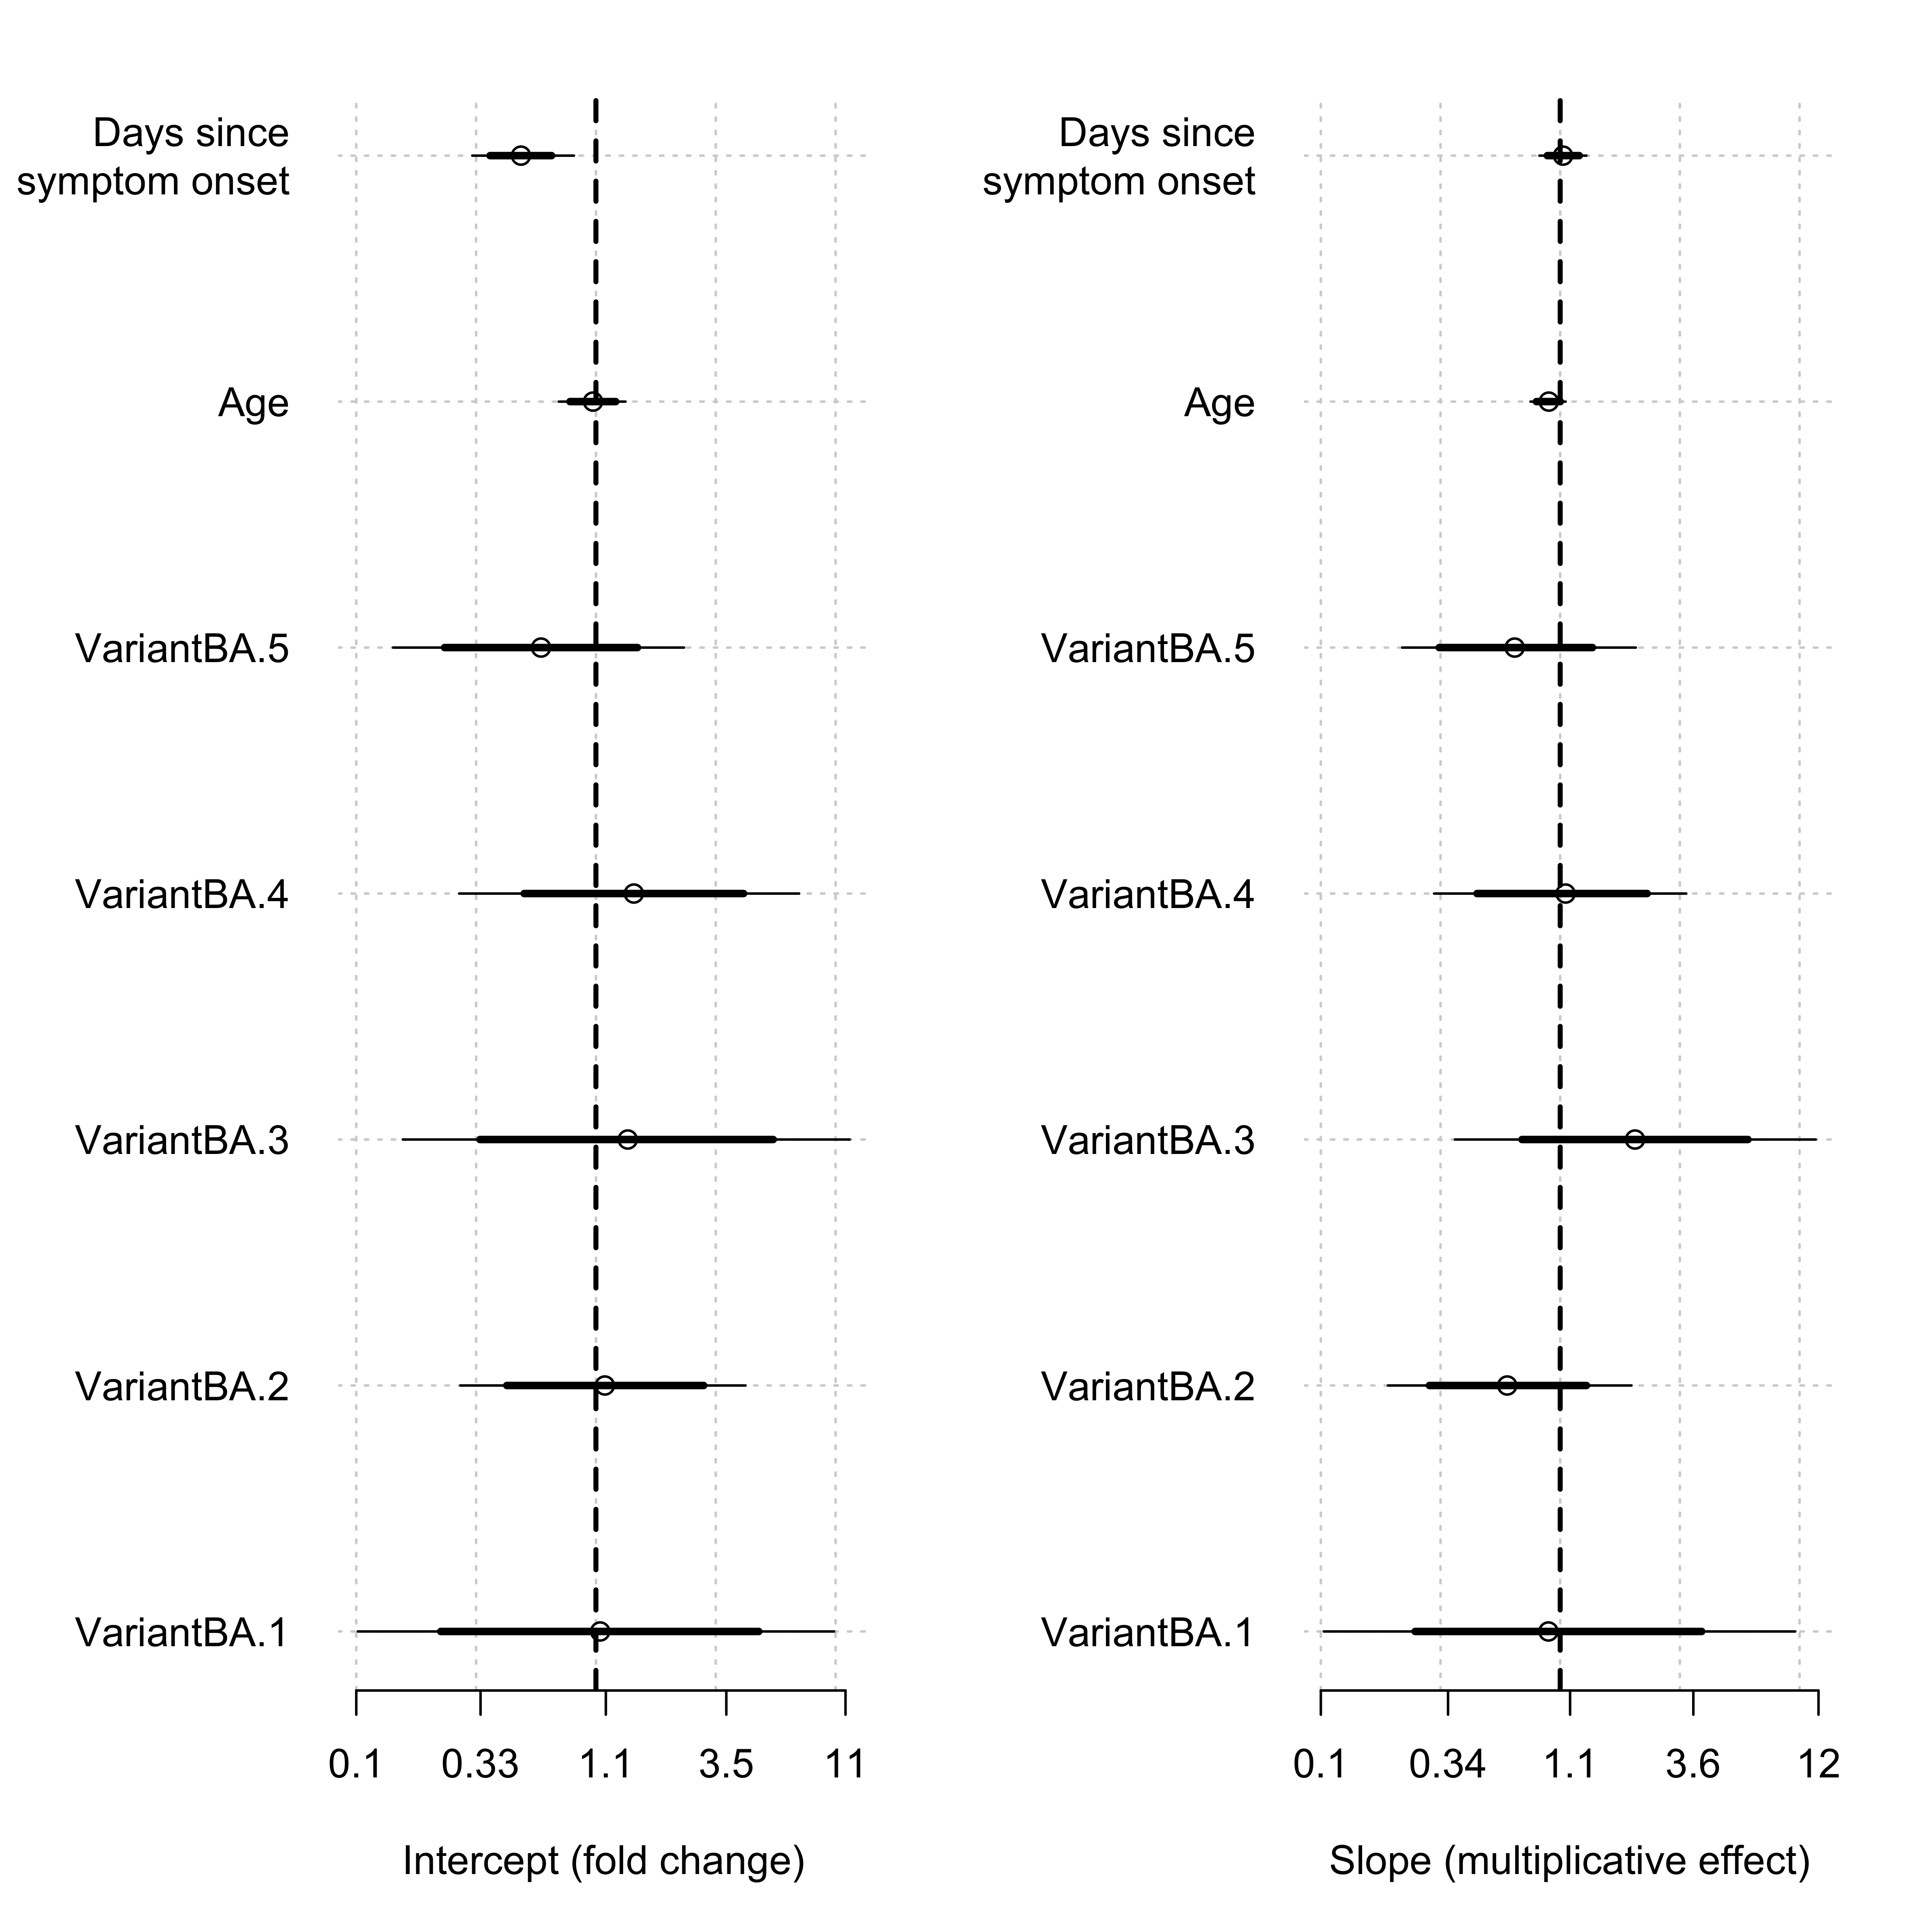 Days since
symptom onset
Age
VariantBA.5
VariantBA.4
VariantBA.3
VariantBA.2
VariantBA.1
0.1 0.33 1.1 3.5 11
Intercept (fold change)
Days since
symptom onset
Age
VariantBA.5
VariantBA.4
VariantBA.3
VariantBA.2
VariantBA.1
0.1 0.34 1.1 3.6 12
Slope (multiplicative effect)